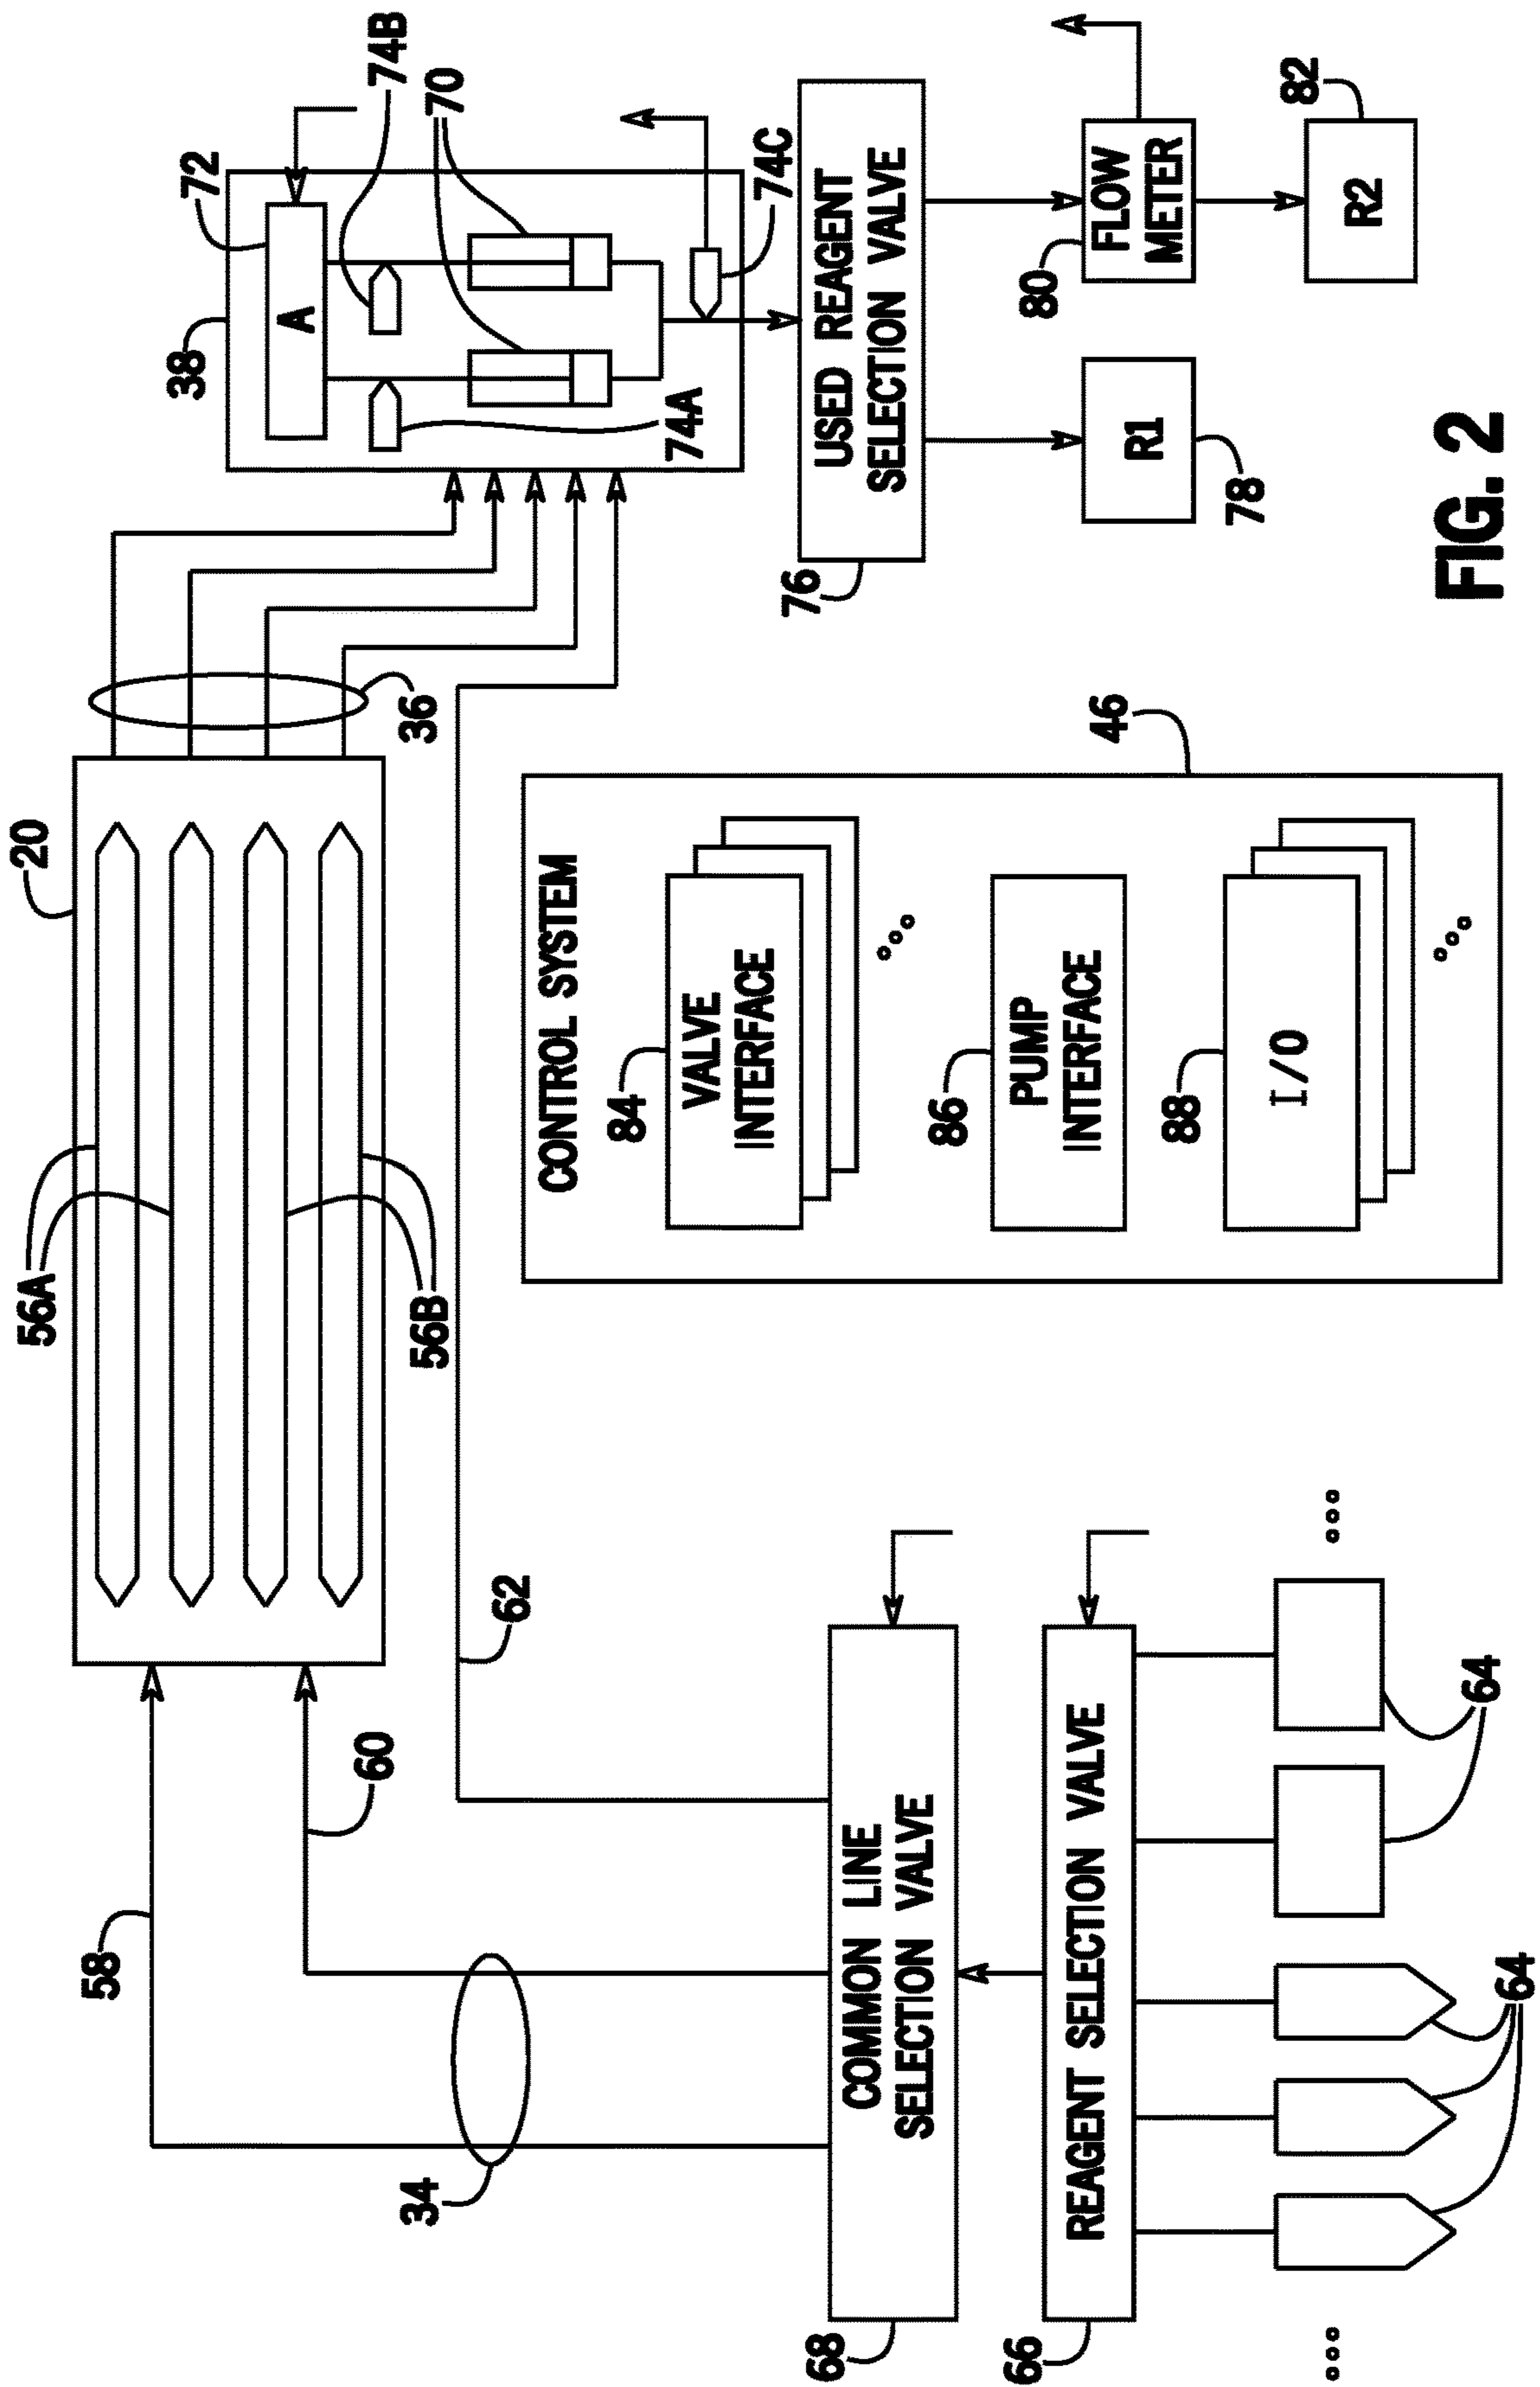 20
56A
56B
58
60
34
62
36
38
72
74B
70
74A
74C
A
COMMON LINE
SELECTION VALVE
68
REAGENT SELECTION VALVE
66
64
64
CONTROL SYSTEM
46
VALVE
INTERFACE
84
PUMP
INTERFACE
86
I/O
88
USED REAGENT
SELECTION VALVE
76
R1
78
FLOW
METER
80
R2
82
FIG. 2